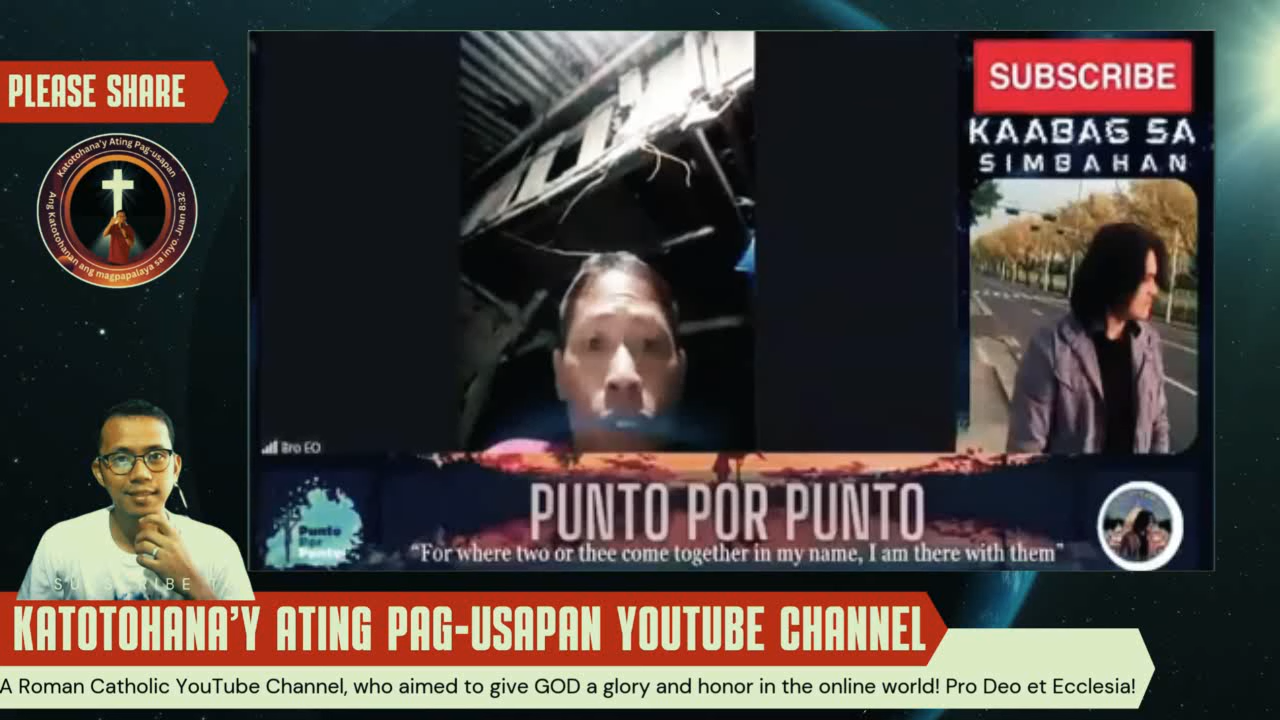 PLEASE SHARE
Katotohana'y Ating Pag-usapan
Ang Katotohanan ang magpapalaya sa inyo. Juan 8:32
SUBSCRIBE
KAABAG SA
SIMBAHAN
Bro EO
Punto
Por
Punto
PUNTO POR PUNTO
“For where two or thee come together in my name, I am there with them”
SUBSCRIBE
KATOTOHANA'Y ATING PAG-USAPAN YOUTUBE CHANNEL
A Roman Catholic YouTube Channel, who aimed to give GOD a glory and honor in the online world! Pro Deo et Ecclesia!